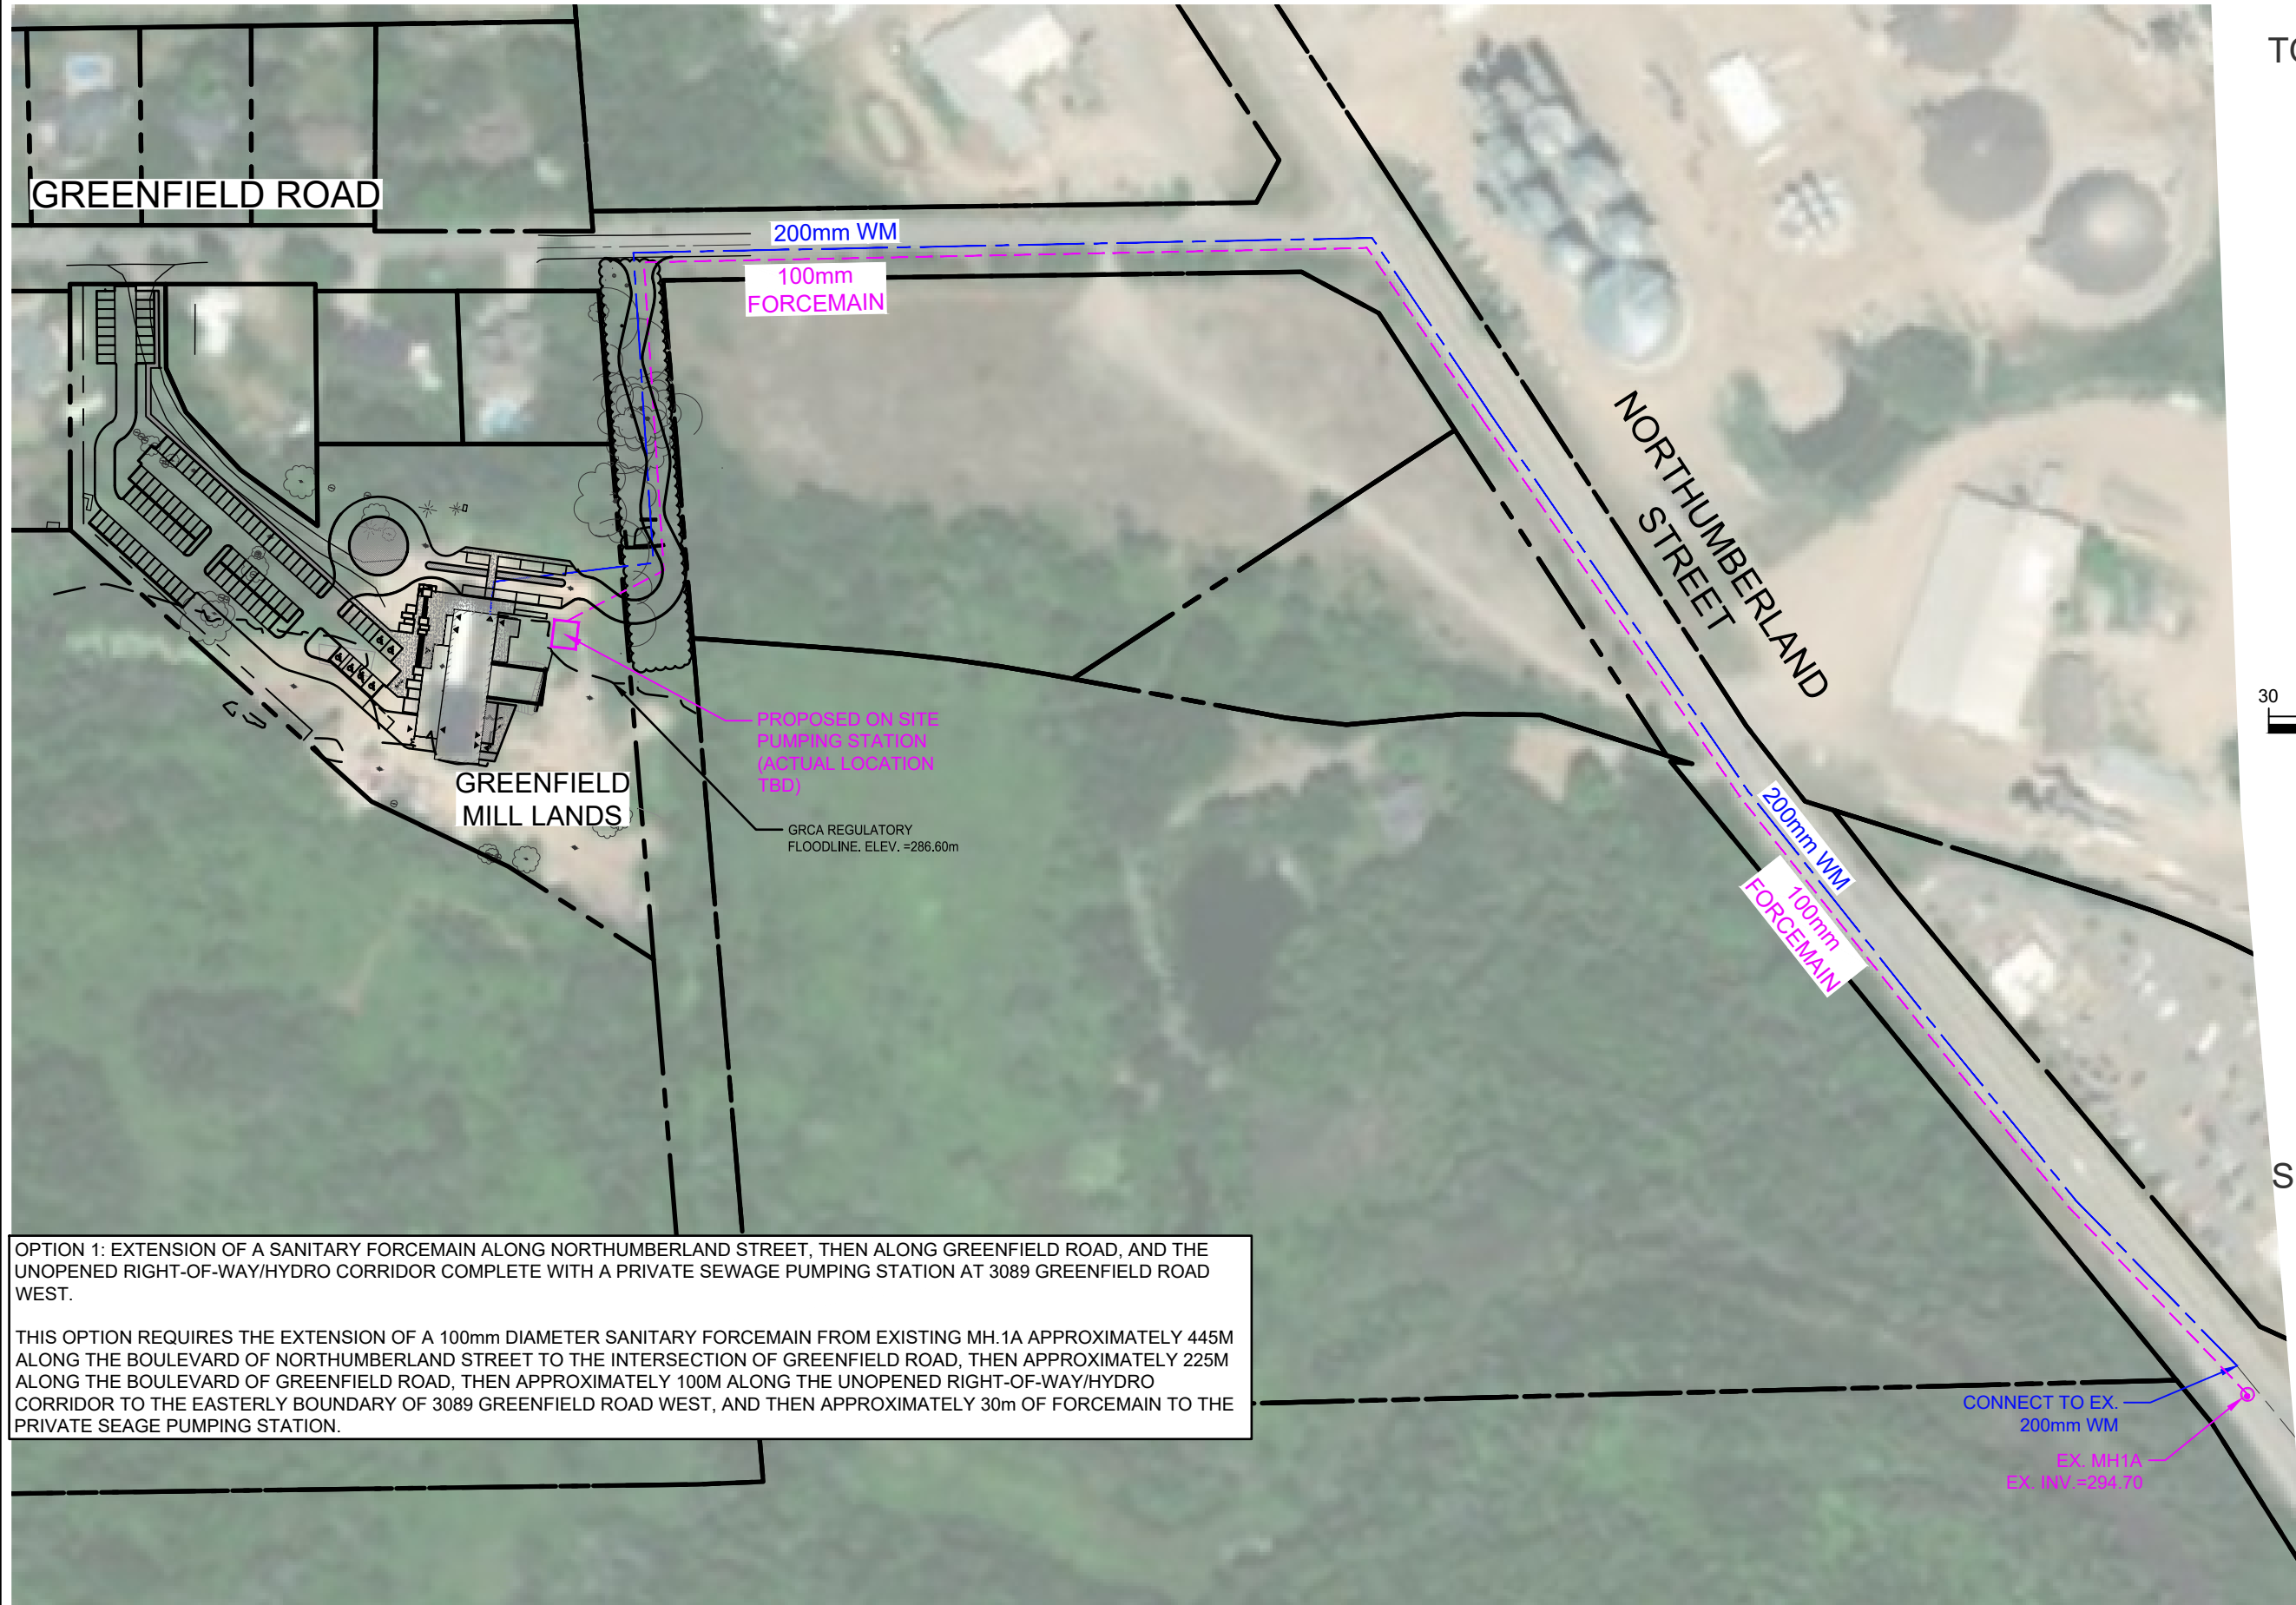 TO
GREENFIELD ROAD
200mm WM
100mm
FORCEMAIN
NORTHUMBERLAND
STREET
30
PROPOSED ON SITE
PUMPING STATION
(ACTUAL LOCATION
TBD)
GREENFIELD
MILL LANDS
GRCA REGULATORY
FLOODLINE. ELEV. =286.60m
200mm WM
100mm
FORCEMAIN
S
OPTION 1: EXTENSION OF A SANITARY FORCEMAIN ALONG NORTHUMBERLAND STREET, THEN ALONG GREENFIELD ROAD, AND THE
UNOPENED RIGHT-OF-WAY/HYDRO CORRIDOR COMPLETE WITH A PRIVATE SEWAGE PUMPING STATION AT 3089 GREENFIELD ROAD
WEST.
THIS OPTION REQUIRES THE EXTENSION OF A 100mm DIAMETER SANITARY FORCEMAIN FROM EXISTING MH.1A APPROXIMATELY 445M
ALONG THE BOULEVARD OF NORTHUMBERLAND STREET TO THE INTERSECTION OF GREENFIELD ROAD, THEN APPROXIMATELY 225M
ALONG THE BOULEVARD OF GREENFIELD ROAD, THEN APPROXIMATELY 100M ALONG THE UNOPENED RIGHT-OF-WAY/HYDRO
CORRIDOR TO THE EASTERLY BOUNDARY OF 3089 GREENFIELD ROAD WEST, AND THEN APPROXIMATELY 30m OF FORCEMAIN TO THE
PRIVATE SEAGE PUMPING STATION.
CONNECT TO EX.
200mm WM
EX. MH1A
EX. INV.=294.70